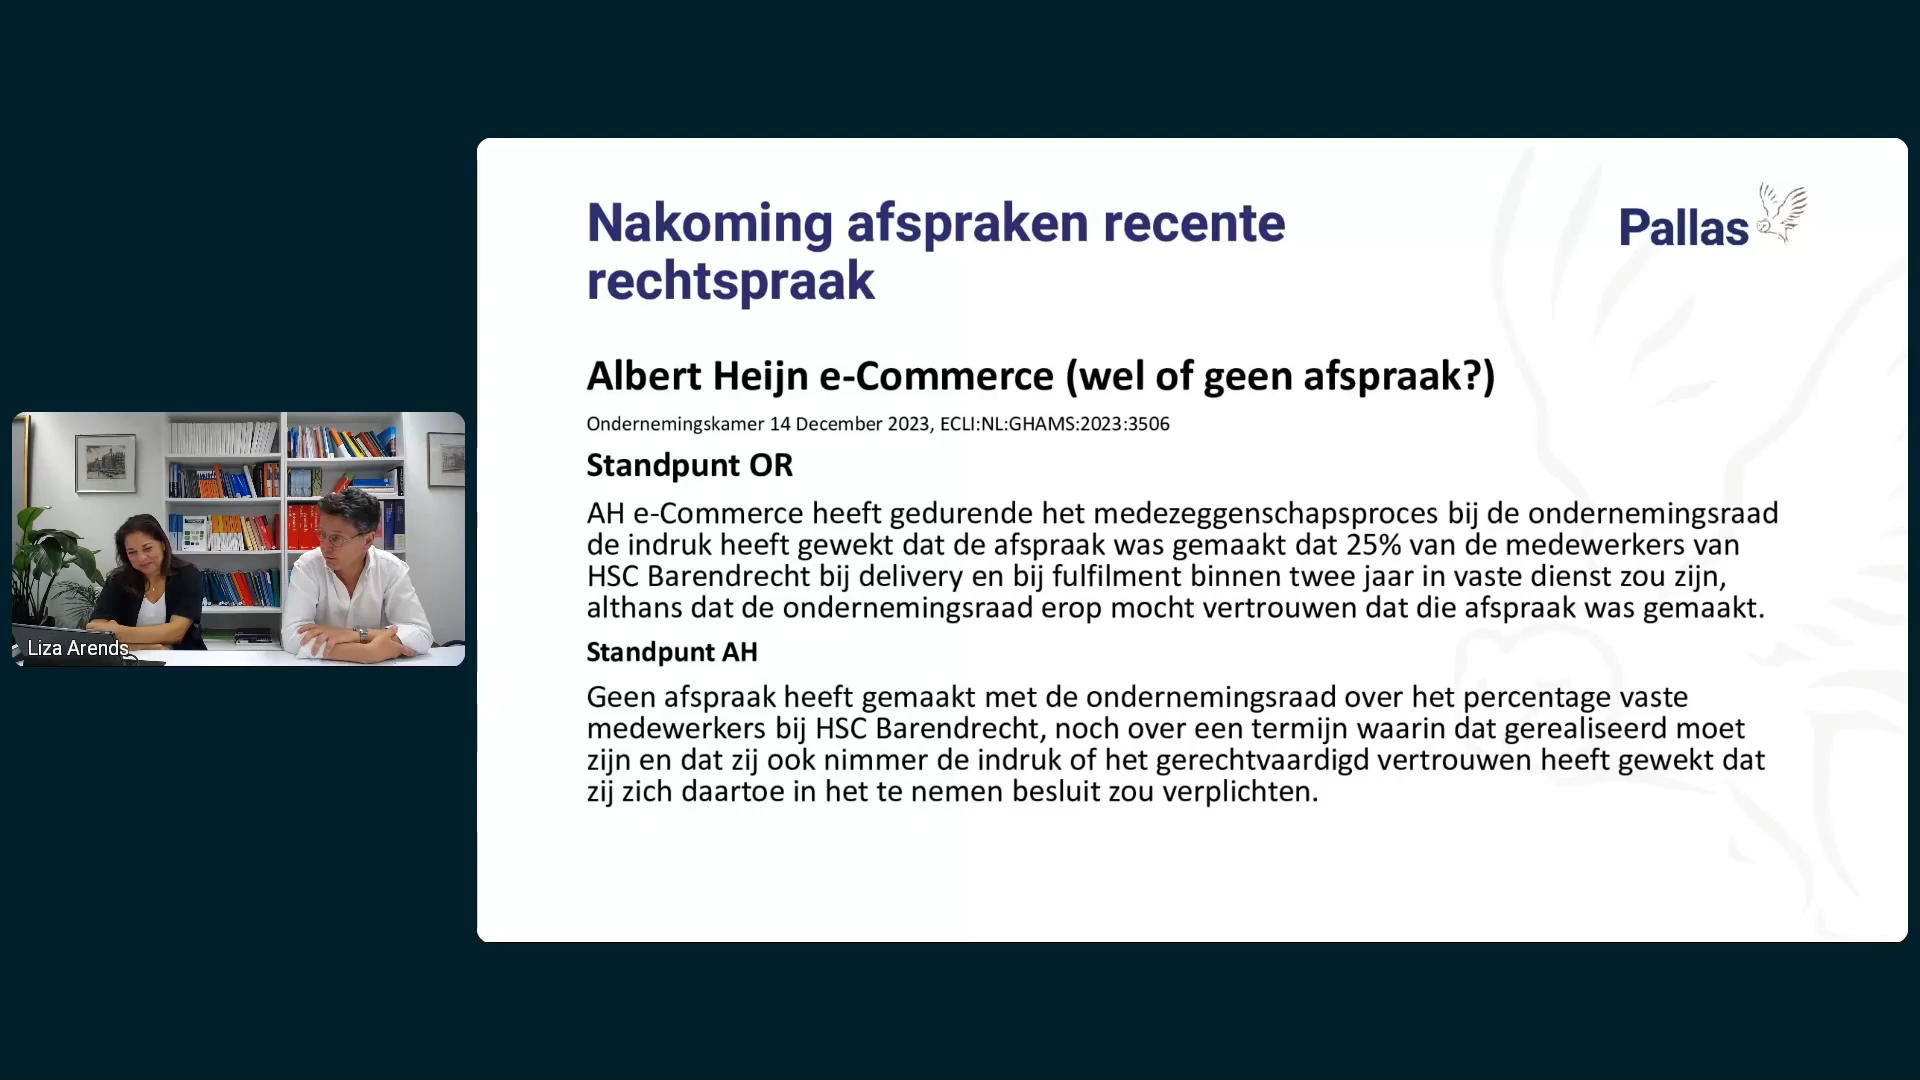 Nakoming afspraken recente
rechtspraak
Pallas
Albert Heijn e-Commerce (wel of geen afspraak?)
Ondernemingskamer 14 December 2023, ECLI:NL:GHAMS:2023:3506
Standpunt OR
AH e-Commerce heeft gedurende het medezeggenschapsproces bij de ondernemingsraad
de indruk heeft gewekt dat de afspraak was gemaakt dat 25% van de medewerkers van
HSC Barendrecht bij delivery en bij fulfilment binnen twee jaar in vaste dienst zou zijn,
althans dat de ondernemingsraad erop mocht vertrouwen dat die afspraak was gemaakt.
Standpunt AH
Geen afspraak heeft gemaakt met de ondernemingsraad over het percentage vaste
medewerkers bij HSC Barendrecht, noch over een termijn waarin dat gerealiseerd moet
zijn en dat zij ook nimmer de indruk of het gerechtvaardigd vertrouwen heeft gewekt dat
zij zich daartoe in het te nemen besluit zou verplichten.
Liza Arends